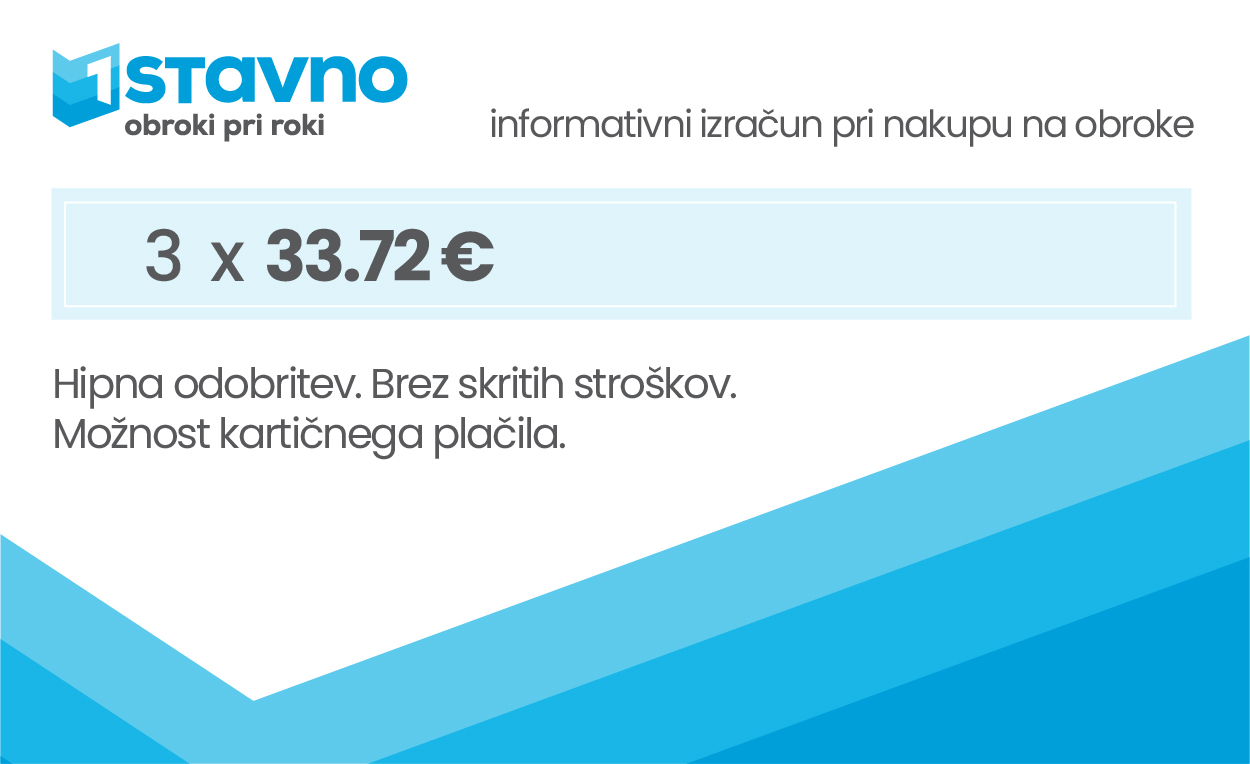 1STavno
obroki pri roki
informativni izračun pri nakupu na obroke
3 x 33.72 €
Hipna odobritev. Brez skritih stroškov.
Možnost kartičnega plačila.